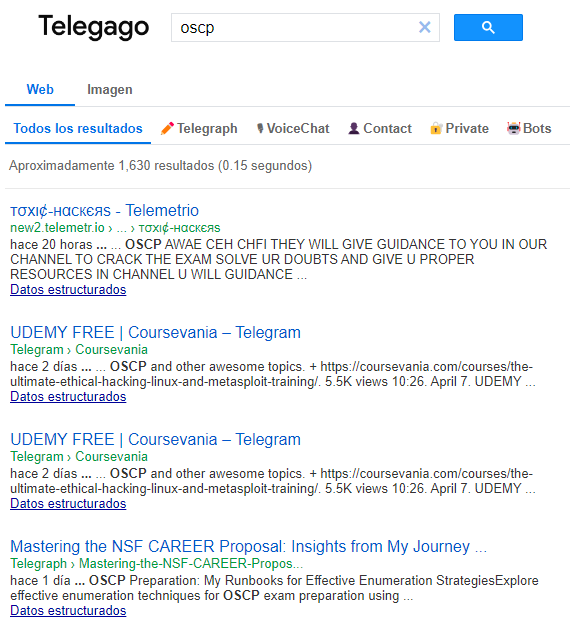 Telegago
oscp
Web Imagen
Todos los resultados Telegraph VoiceChat Contact Private Bots
Aproximadamente 1,630 resultados (0.15 segundos)
тσχι¢-нαcкєяѕ - Telemetrio
new2.telemetr.io › ... › тσχι¢-нαcкєяѕ
hace 20 horas ... ... OSCP AWAE CEH CHFI THEY WILL GIVE GUIDANCE TO YOU IN OUR
CHANNEL TO CRACK THE EXAM SOLVE UR DOUBTS AND GIVE U PROPER
RESOURCES IN CHANNEL U WILL GUIDANCE ...
Datos estructurados
UDEMY FREE | Coursevania – Telegram
Telegram › Coursevania
hace 2 días ... ... OSCP and other awesome topics. + https://coursevania.com/courses/the-
ultimate-ethical-hacking-linux-and-metasploit-training/. 5.5K views 10:26. April 7. UDEMY ...
Datos estructurados
UDEMY FREE | Coursevania – Telegram
Telegram › Coursevania
hace 2 días ... ... OSCP and other awesome topics. + https://coursevania.com/courses/the-
ultimate-ethical-hacking-linux-and-metasploit-training/. 5.5K views 10:26. April 7. UDEMY ...
Datos estructurados
Mastering the NSF CAREER Proposal: Insights from My Journey ...
Telegraph › Mastering-the-NSF-CAREER-Propos...
hace 1 día ... OSCP Preparation: My Runbooks for Effective Enumeration StrategiesExplore
effective enumeration techniques for OSCP exam preparation using ...
Datos estructurados